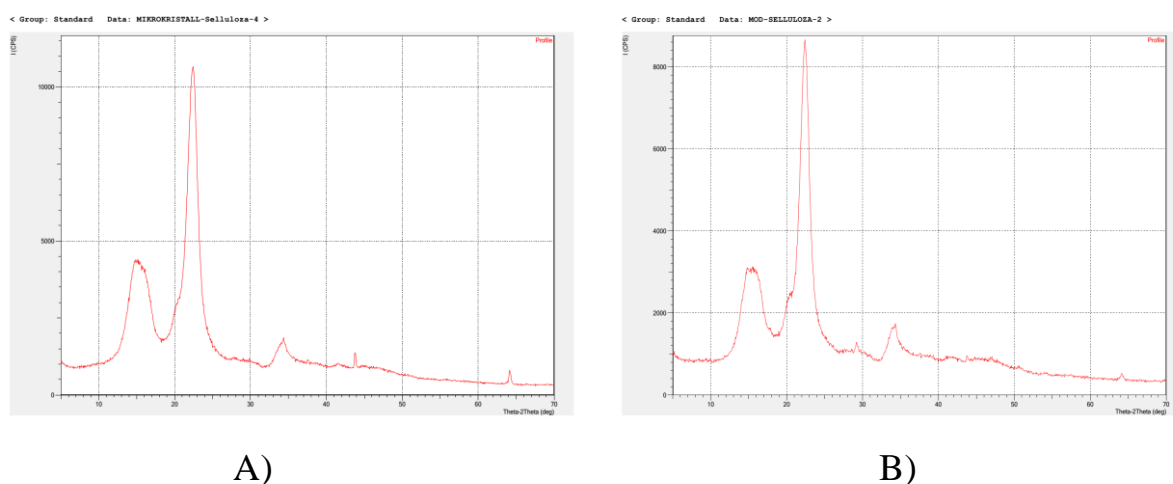 < Group: Standard   Data: MIKROKRISTALL-Selluloza-4 >
I (CPS)
Profile
10000
5000
0
10 20 30 40 50 60 70
Theta-2Theta (deg)
A)
< Group: Standard   Data: MOD-SELLULOZA-2 >
I (CPS)
Profile
8000
6000
4000
2000
0
10 20 30 40 50 60 70
Theta-2Theta (deg)
B)